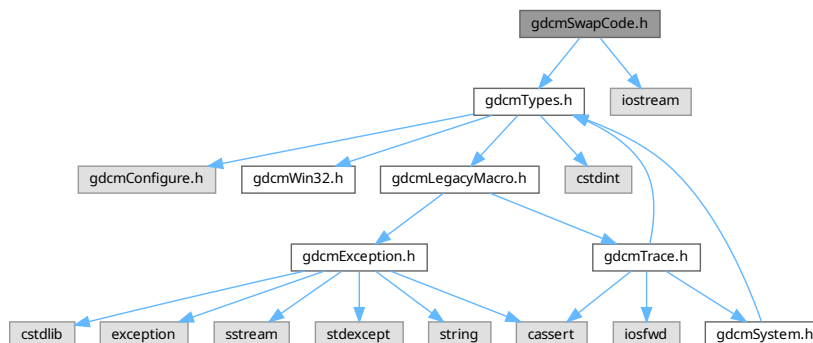 gdcmSwapCode.h
gdcmTypes.h
iostream
gdcmConfigure.h
gdcmWin32.h
gdcmLegacyMacro.h
cstdint
gdcmException.h
gdcmTrace.h
cstdlib
exception
sstream
stdexcept
string
cassert
iosfwd
gdcmSystem.h